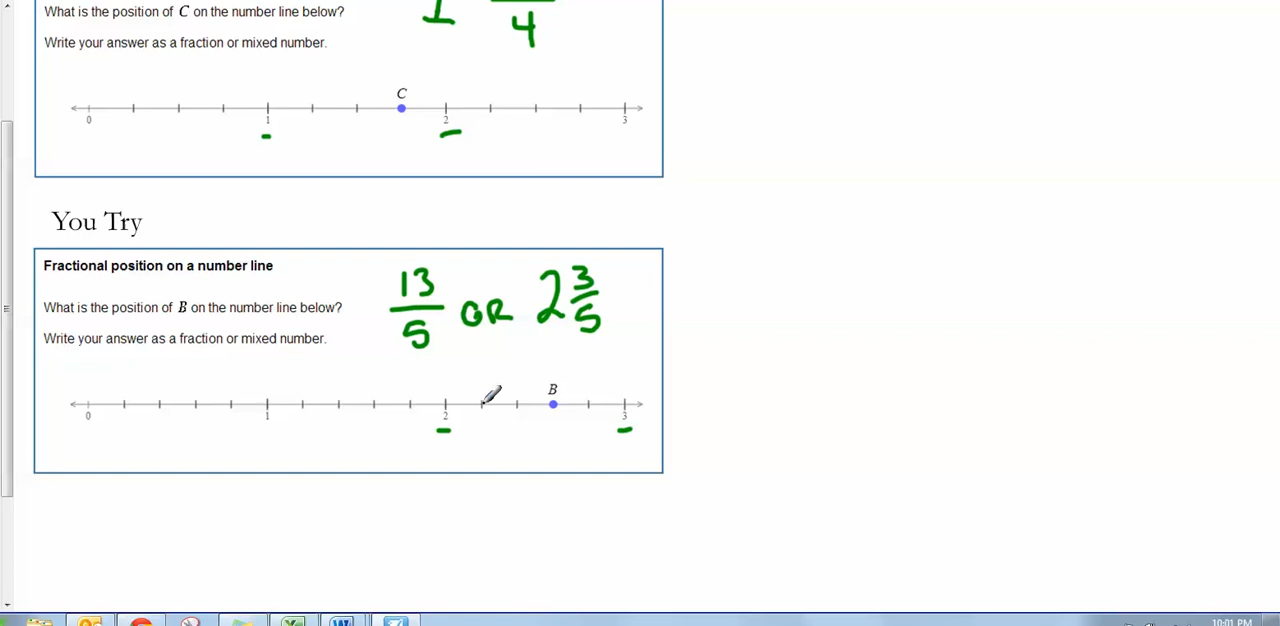 What is the position of C on the number line below?
1
4
Write your answer as a fraction or mixed number.
C
0 1 2 3
You Try
Fractional position on a number line
What is the position of B on the number line below?
13/5 OR 2 3/5
Write your answer as a fraction or mixed number.
B
0 1 2 3
10:01 PM